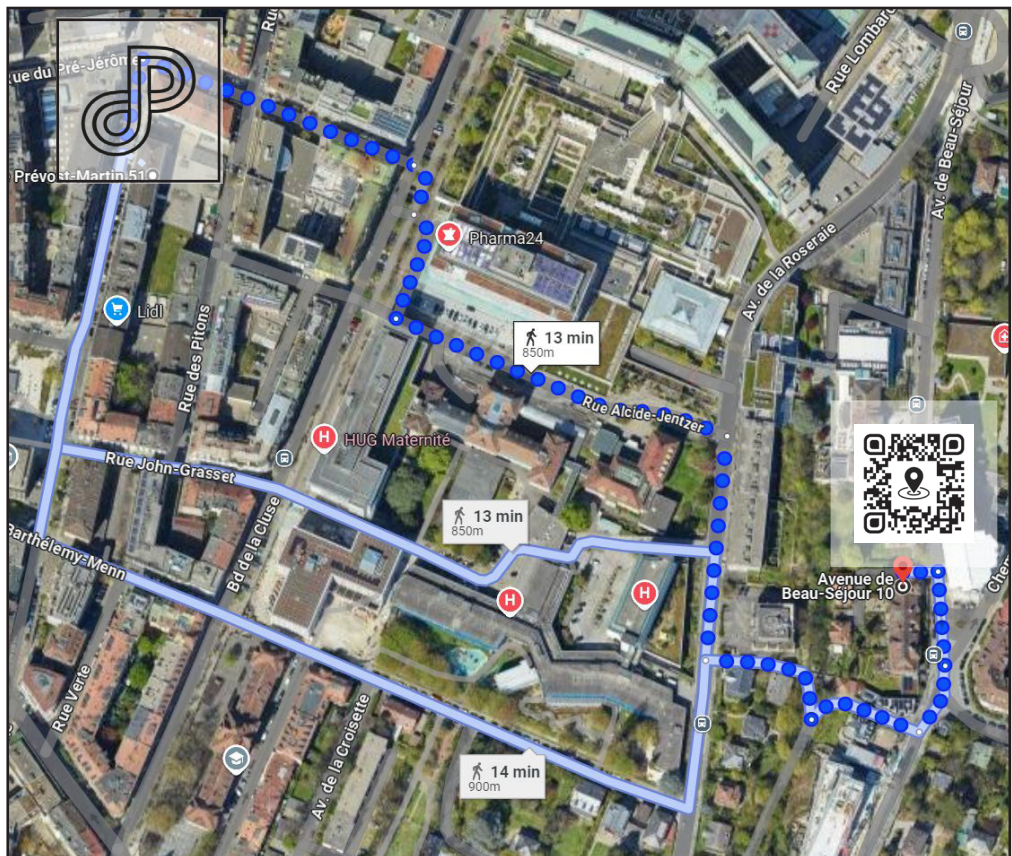 Rue du Pré-Jérôme
Prévost-Martin 51
Rue Lombard
Av. de Beau-Séjour
Av. de la Roseraie
Pharma24
Lidl
Rue des Pitons
13 min
850m
Rue Alcide-Jentzer
H
HUG Maternité
Rue John-Grasset
13 min
850m
Barthélemy-Menn
Bd de la Cluse
H
H
Avenue de
Beau-Séjour 10
Rue Verte
Av. de la Croisette
14 min
900m